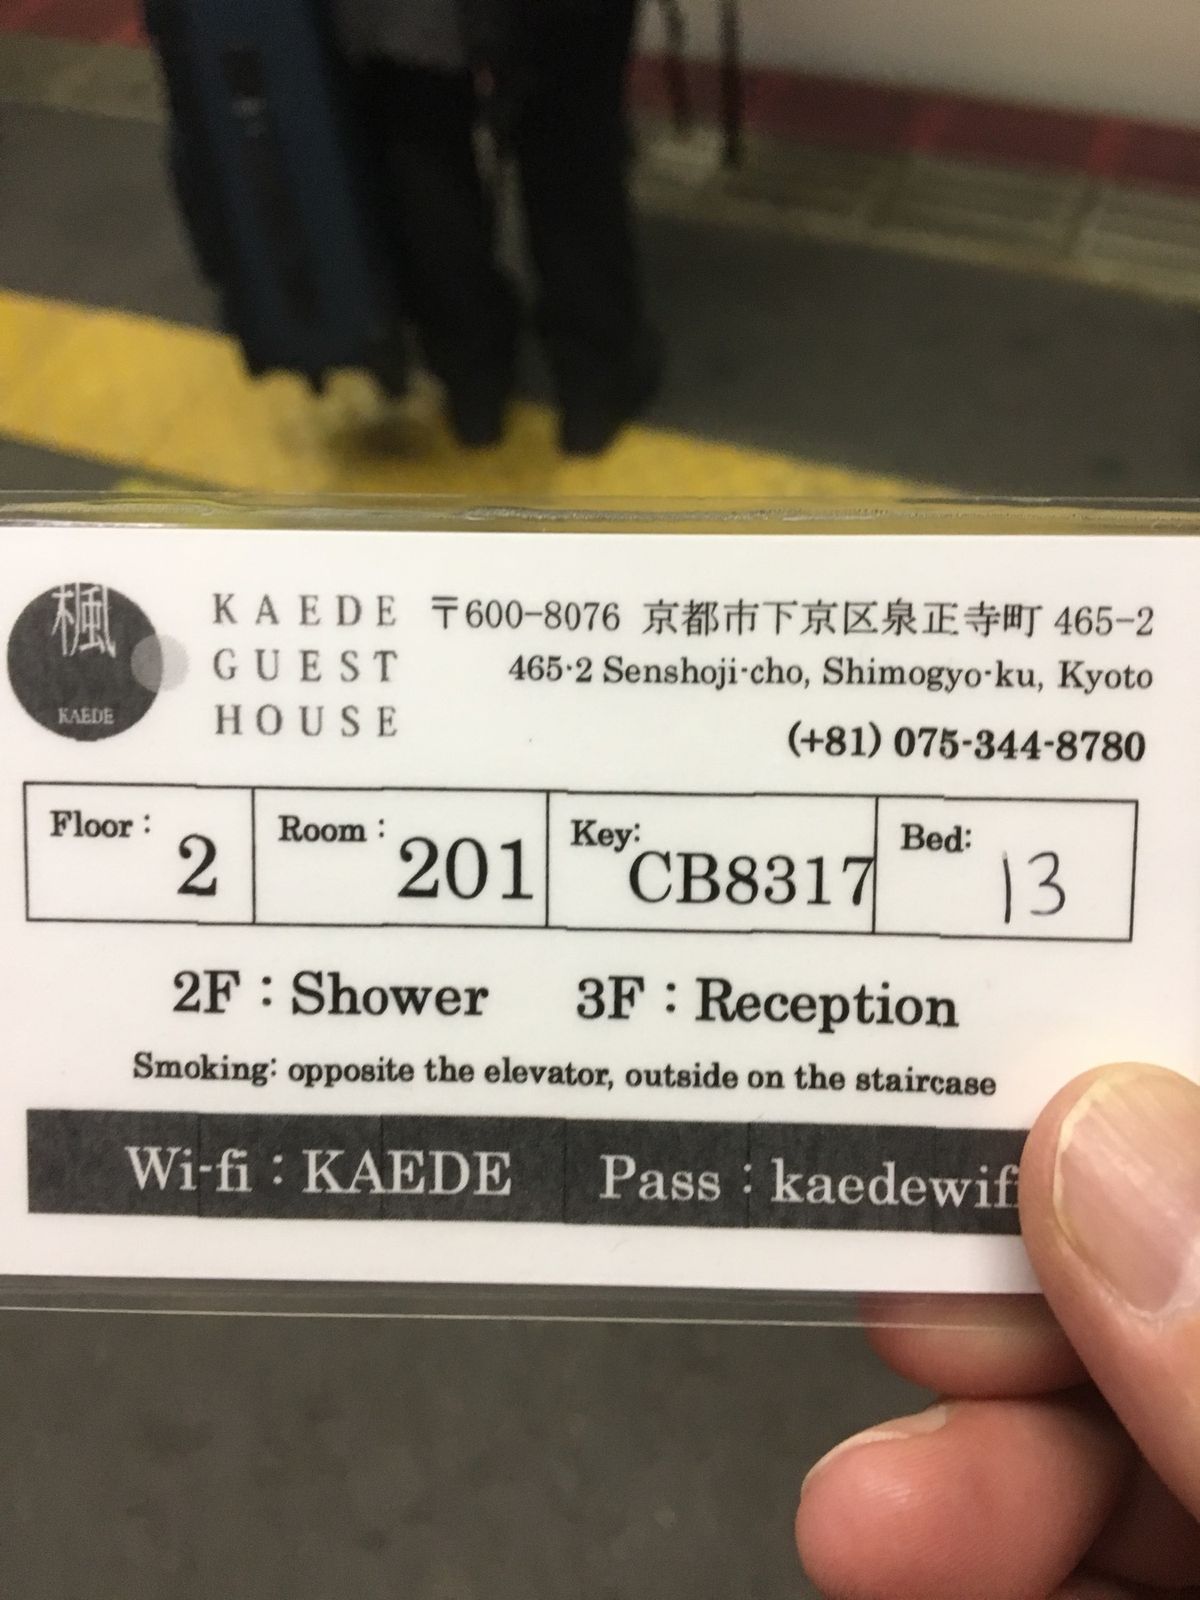 楓
KAEDE
KAEDE
GUEST
HOUSE
〒600-8076 京都市下京区泉正寺町 465-2
465-2 Senshoji-cho, Shimogyo-ku, Kyoto
(+81) 075-344-8780
Floor: 2 Room: 201 Key: CB8317 Bed: 13
2F:Shower 3F:Reception
Smoking: opposite the elevator, outside on the staircase
Wi-fi:KAEDE Pass:kaedewifi